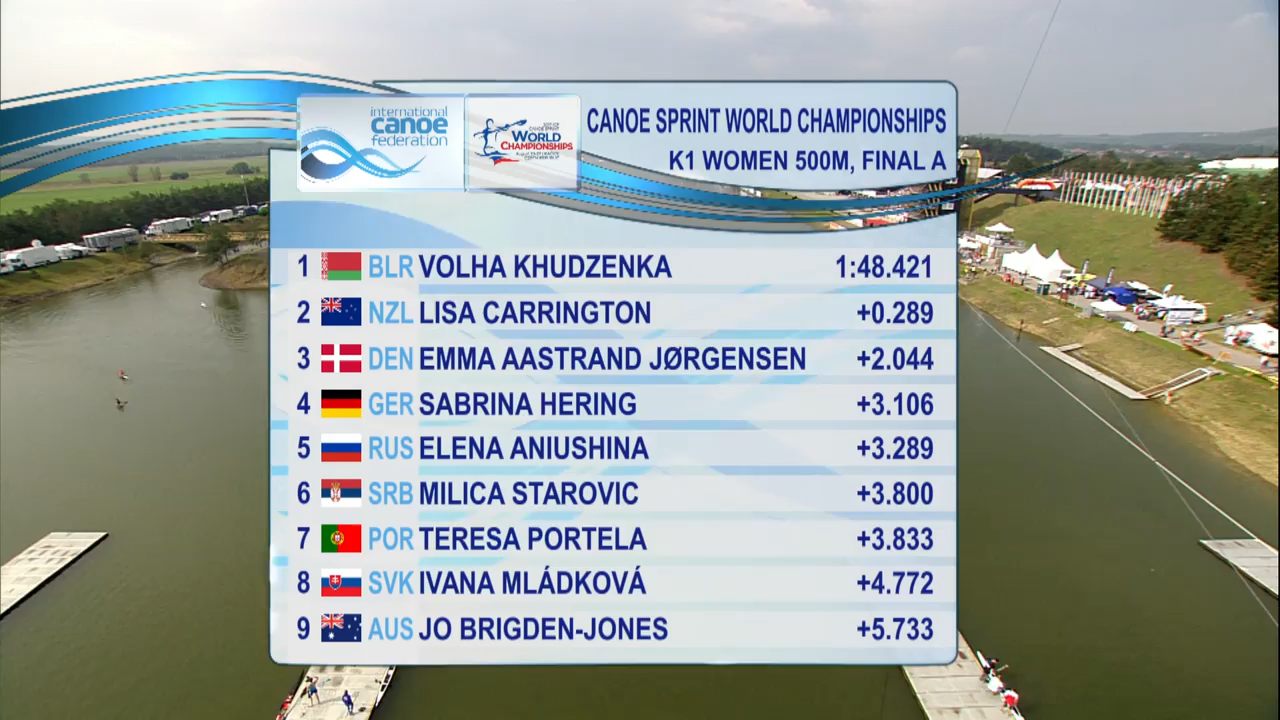 international
canoe
federation
WORLD
CHAMPIONSHIPS
CANOE SPRINT WORLD CHAMPIONSHIPS
K1 WOMEN 500M, FINAL A
1 BLR VOLHA KHUDZENKA 1:48.421
2 NZL LISA CARRINGTON +0.289
3 DEN EMMA AASTRAND JØRGENSEN +2.044
4 GER SABRINA HERING +3.106
5 RUS ELENA ANIUSHINA +3.289
6 SRB MILICA STAROVIC +3.800
7 POR TERESA PORTELA +3.833
8 SVK IVANA MLÁDKOVÁ +4.772
9 AUS JO BRIGDEN-JONES +5.733